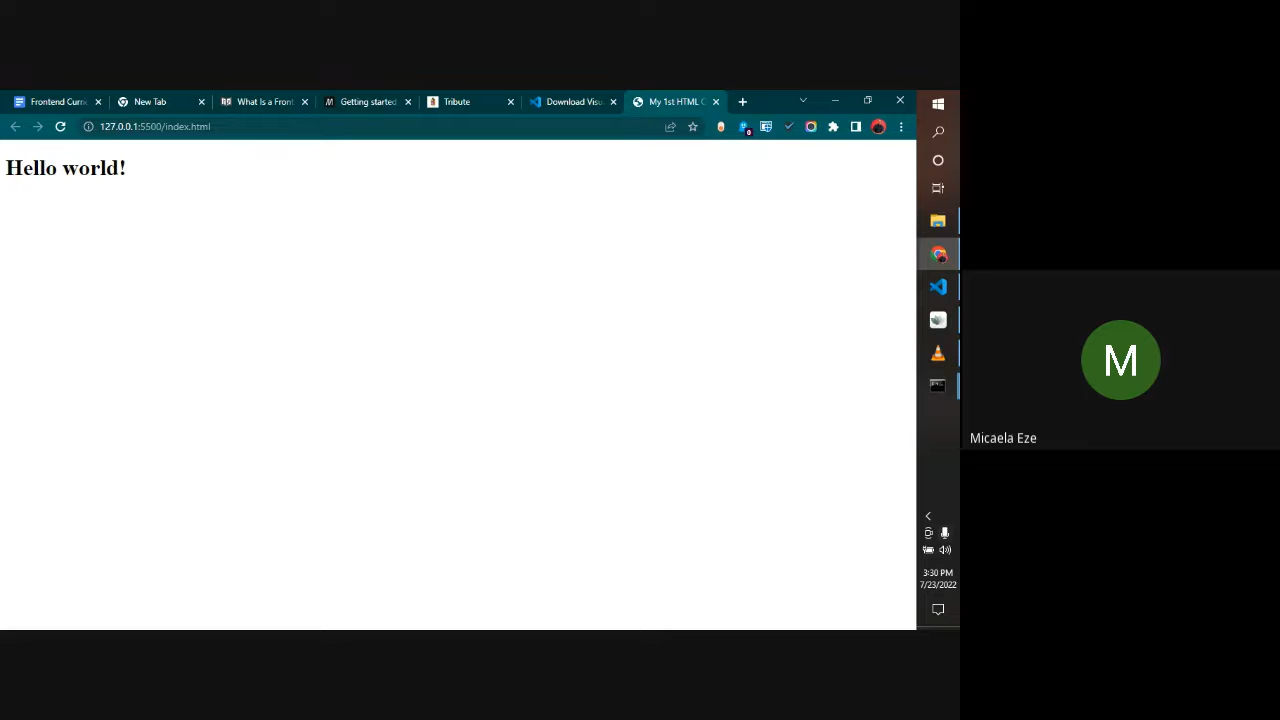 Frontend Curri
New Tab
What Is a Front
Getting started
Tribute
Download Visu
My 1st HTML C
127.0.0.1:5500/index.html
0
Hello world!
M
Micaela Eze
3:30 PM
7/23/2022